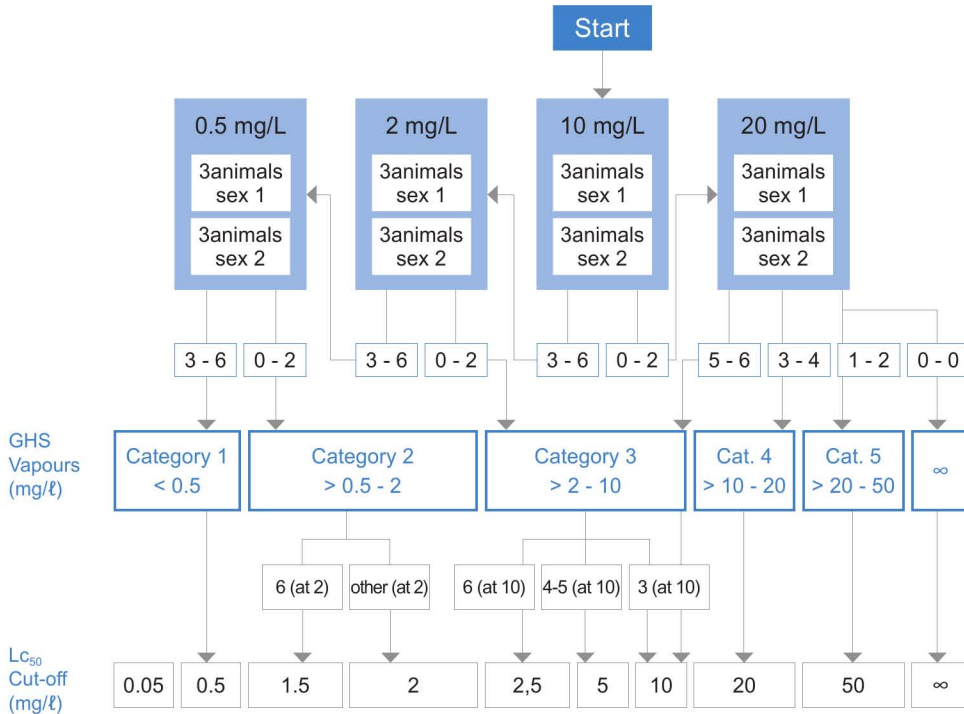 Start
0.5 mg/L
2 mg/L
10 mg/L
20 mg/L
3animals
sex 1
3animals
sex 1
3animals
sex 1
3animals
sex 1
3animals
sex 2
3animals
sex 2
3animals
sex 2
3animals
sex 2
3 - 6
0 - 2
3 - 6
0 - 2
3 - 6
0 - 2
5 - 6
3 - 4
1 - 2
0 - 0
GHS
Vapours
(mg/ℓ)
Category 1
< 0.5
Category 2
> 0.5 - 2
Category 3
> 2 - 10
Cat. 4
> 10 - 20
Cat. 5
> 20 - 50
∞
6 (at 2)
other (at 2)
6 (at 10)
4-5 (at 10)
3 (at 10)
Lc₅₀
Cut-off
(mg/ℓ)
0.05
0.5
1.5
2
2,5
5
10
20
50
∞